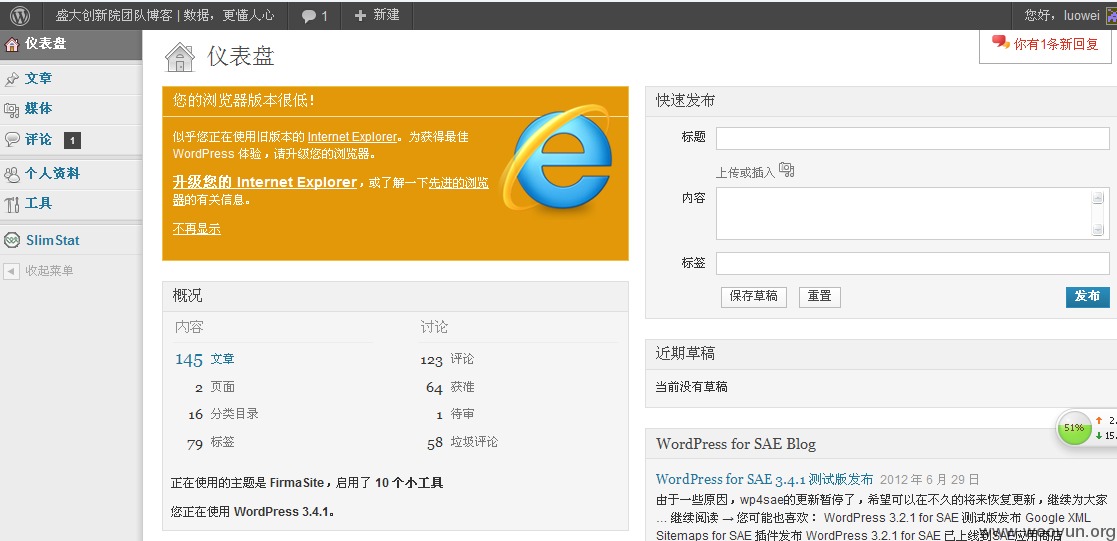 盛大创新院团队博客 | 数据，更懂人心
1
新建
您好，luowei
仪表盘
文章
媒体
评论 1
个人资料
工具
SlimStat
收起菜单
仪表盘
你有1条新回复
您的浏览器版本很低！
似乎您正在使用旧版本的 Internet Explorer。为获得最佳
WordPress 体验，请升级您的浏览器。
升级您的 Internet Explorer，或了解一下先进的浏览
器的有关信息。
不再显示
概况
内容
讨论
145 文章
123 评论
2 页面
64 获准
16 分类目录
1 待审
79 标签
58 垃圾评论
正在使用的主题是 FirmaSite，启用了 10 个小工具
您正在使用 WordPress 3.4.1。
快速发布
标题
上传或插入
内容
标签
保存草稿
重置
发布
近期草稿
当前没有草稿
51%
2.
15.
WordPress for SAE Blog
WordPress for SAE 3.4.1 测试版发布 2012 年 6 月 29 日
由于一些原因，wp4sae的更新暂停了，希望可以在不久的将来恢复更新，继续为大家
... 继续阅读 → 您可能也喜欢： WordPress 3.2.1 for SAE 测试版发布 Google XML
Sitemaps for SAE 插件发布 WordPress 3.2.1 for SAE 已上线到SAE应用商店
www.wooyun.org